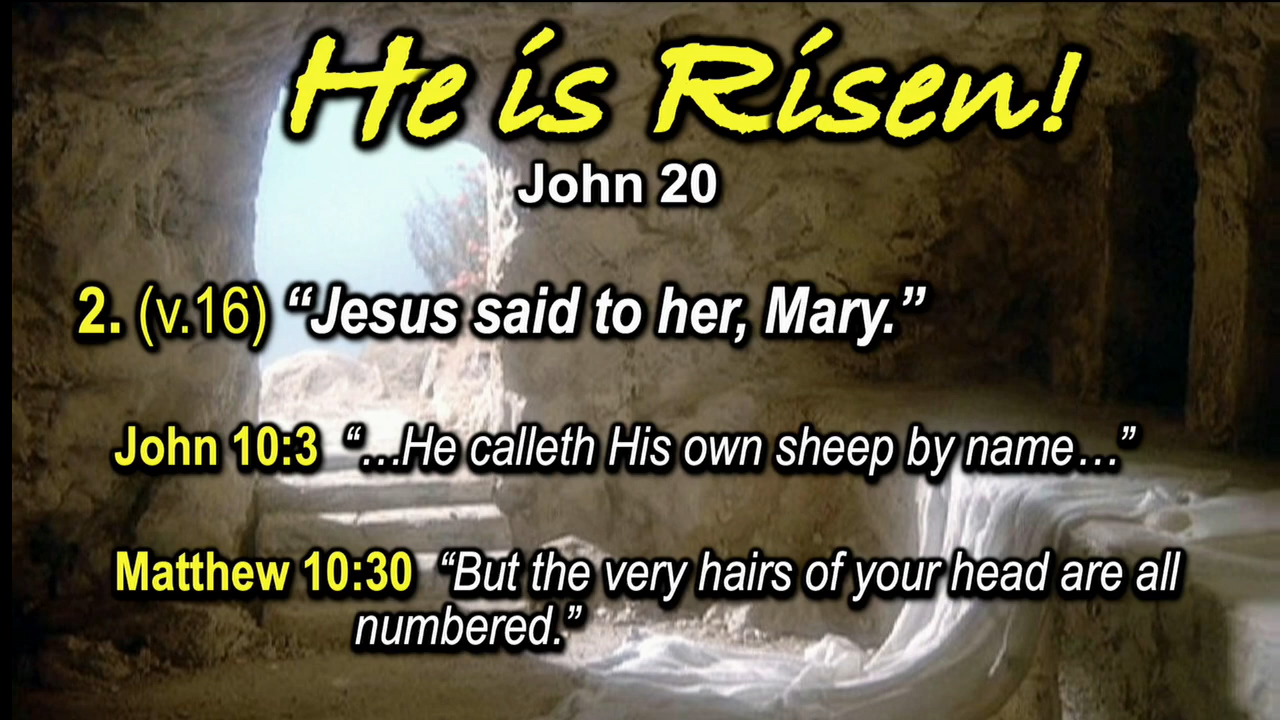 He is Risen!
John 20
2. (v.16) “Jesus said to her, Mary.”
John 10:3 “…He calleth His own sheep by name…”
Matthew 10:30 “But the very hairs of your head are all
numbered.”